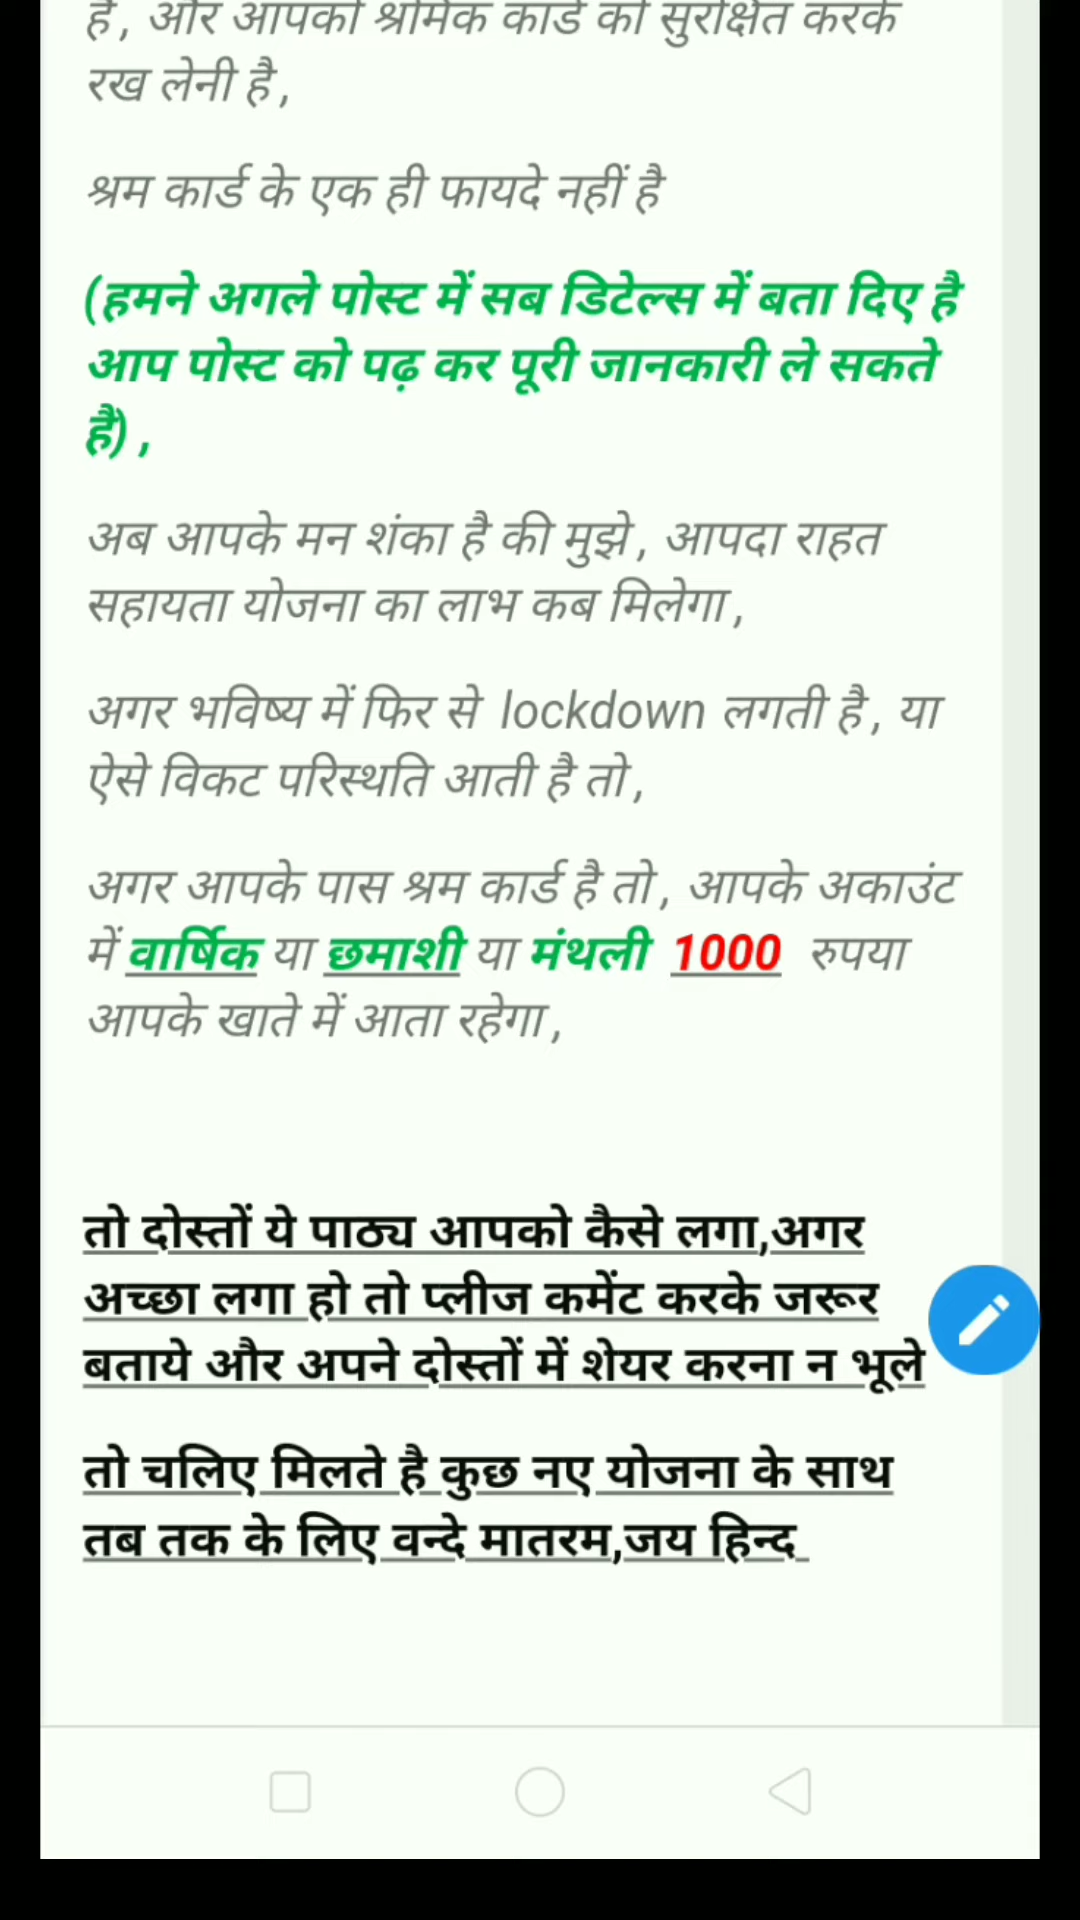 है, और आपको श्रमिक कार्ड को सुरक्षित करके
रख लेनी है,
श्रम कार्ड के एक ही फायदे नहीं है
(हमने अगले पोस्ट में सब डिटेल्स में बता दिए है
आप पोस्ट को पढ़ कर पूरी जानकारी ले सकते
हैं) ,
अब आपके मन शंका है की मुझे, आपदा राहत
सहायता योजना का लाभ कब मिलेगा,
अगर भविष्य में फिर से lockdown लगती है, या
ऐसे विकट परिस्थति आती है तो,
अगर आपके पास श्रम कार्ड है तो, आपके अकाउंट
में वार्षिक या छमाशी या मंथली 1000 रुपया
आपके खाते में आता रहेगा,
तो दोस्तों ये पाठ्य आपको कैसे लगा,अगर
अच्छा लगा हो तो प्लीज कमेंट करके जरूर
बताये और अपने दोस्तों में शेयर करना न भूले
तो चलिए मिलते है कुछ नए योजना के साथ
तब तक के लिए वन्दे मातरम,जय हिन्द